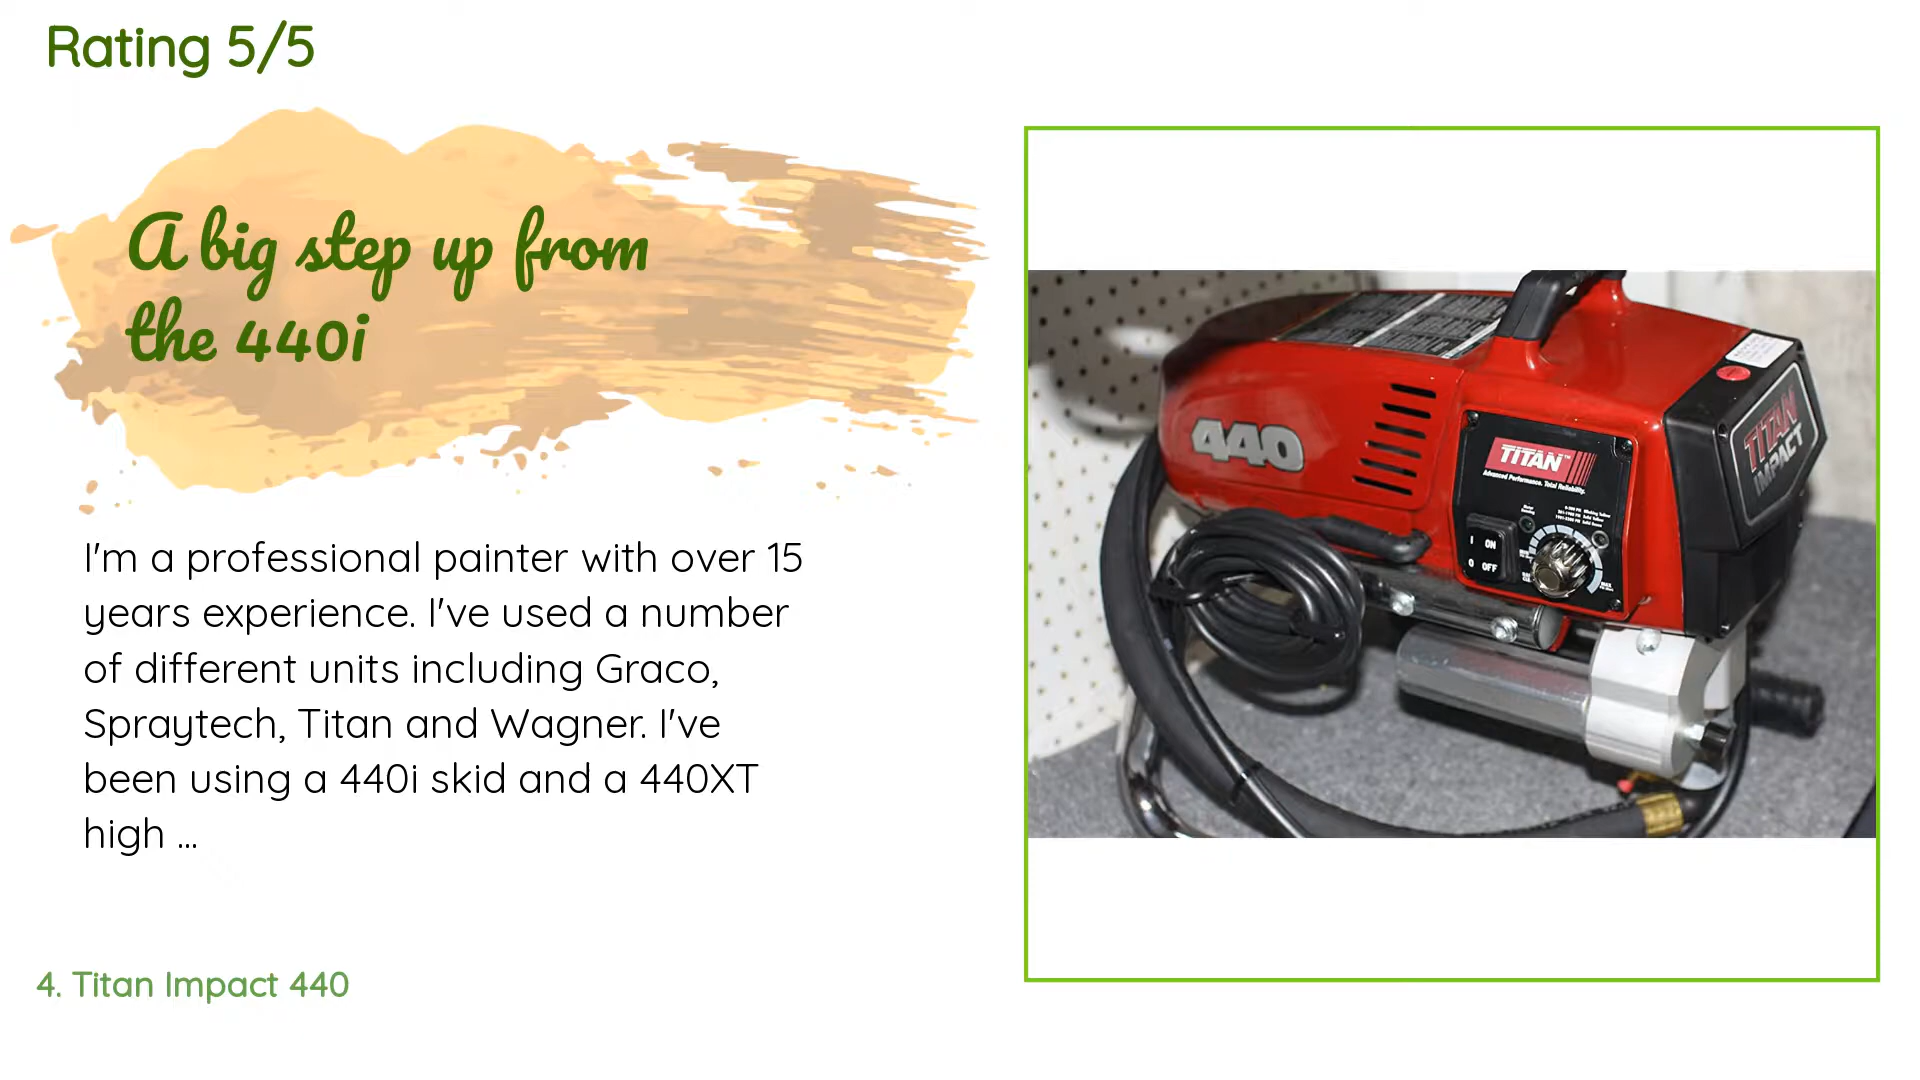 Rating 5/5
A big step up from
the 440i
I'm a professional painter with over 15
years experience. I've used a number
of different units including Graco,
Spraytech, Titan and Wagner. I've
been using a 440i skid and a 440XT
high ...
4. Titan Impact 440
440
TITAN™
Advanced Performance. Total Reliability.
I ON
O OFF
TITAN
IMPACT